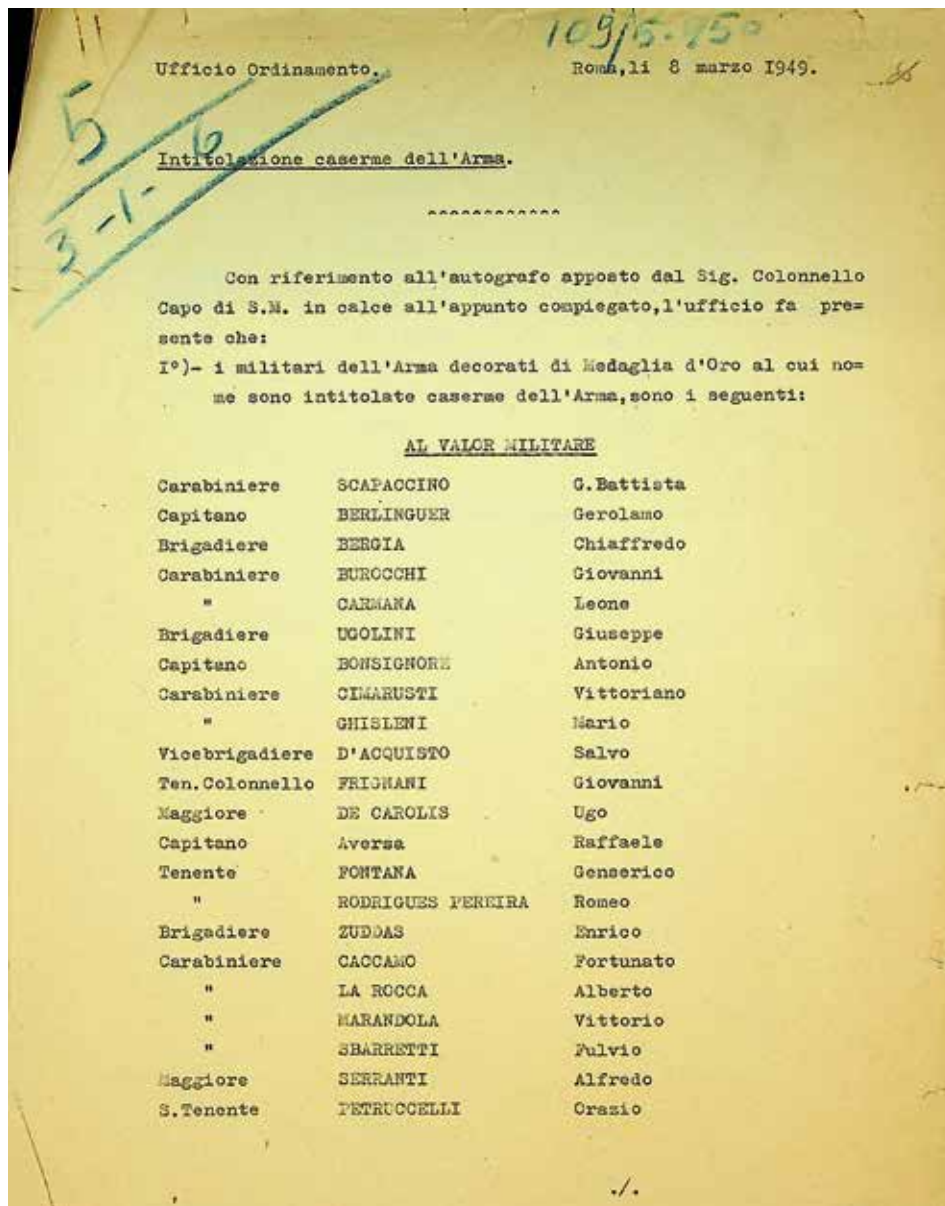 109/5-950
Ufficio Ordinamento. Roma,li 8 marzo I949.
5
6
3-1-
Intitolazione caserme dell'Arma.
^^^^^^^^^^^^
Con riferimento all'autografo apposto dal Sig. Colonnello
Capo di S.M. in calce all'appunto compiegato,l'ufficio fa pre=
sente che:
I°)- i militari dell'Arma decorati di Medaglia d'Oro al cui no=
me sono intitolate caserme dell'Arma,sono i seguenti:
AL VALOR MILITARE
Carabiniere SCAPACCINO G.Battista
Capitano BERLINGUER Gerolamo
Brigadiere BERGIA Chiaffredo
Carabiniere BUROCCHI Giovanni
" CARMANA Leone
Brigadiere UGOLINI Giuseppe
Capitano BONSIGNORE Antonio
Carabiniere CIMARUSTI Vittoriano
" GHISLENI Mario
Vicebrigadiere D'ACQUISTO Salvo
Ten.Colonnello FRIGNANI Giovanni
Maggiore DE CAROLIS Ugo
Capitano Aversa Raffaele
Tenente FONTANA Genserico
" RODRIGUES PEREIRA Romeo
Brigadiere ZUDDAS Enrico
Carabiniere CACCAMO Fortunato
" LA ROCCA Alberto
" MARANDOLA Vittorio
" SBARRETTI Fulvio
Maggiore SERRANTI Alfredo
S.Tenente PETRUCCELLI Orazio
./.